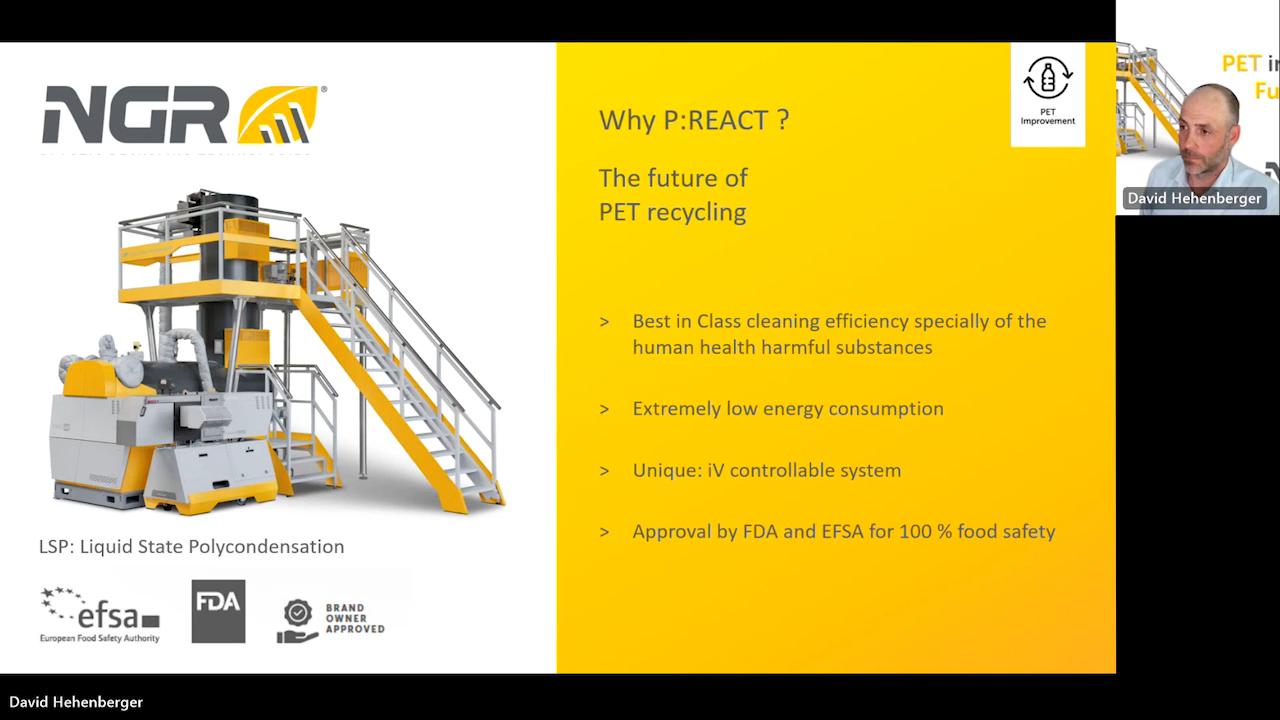 NGR®
Why P:REACT ?
The future of
PET recycling
PET
Improvement
> Best in Class cleaning efficiency specially of the
human health harmful substances
> Extremely low energy consumption
> Unique: iV controllable system
> Approval by FDA and EFSA for 100 % food safety
LSP: Liquid State Polycondensation
efsa
European Food Safety Authority
FDA
BRAND
OWNER
APPROVED
PET
Fu
David Hehenberger
David Hehenberger